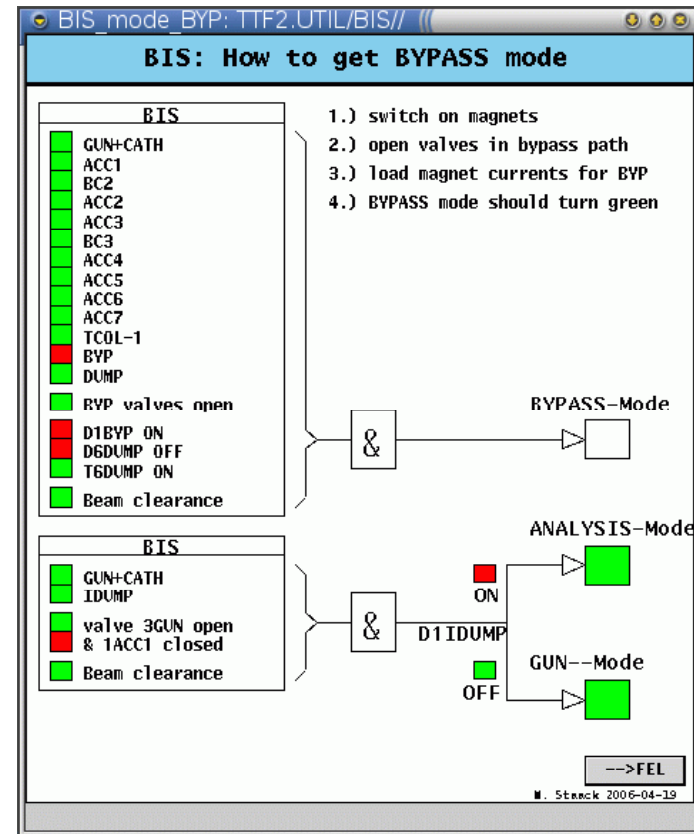 BIS_mode_BYP: TTF2.UTIL/BIS//
BIS: How to get BYPASS mode
BIS
GUN+CATH
ACC1
BC2
ACC2
ACC3
BC3
ACC4
ACC5
ACC6
ACC7
TCOL-1
BYP
DUMP
BYP valves open
D1BYP ON
D6DUMP OFF
T6DUMP ON
Beam clearance
1.) switch on magnets
2.) open valves in bypass path
3.) load magnet currents for BYP
4.) BYPASS mode should turn green
&
BYPASS-Mode
BIS
GUN+CATH
IDUMP
valve 3GUN open
& 1ACC1 closed
Beam clearance
&
D1IDUMP
ON
OFF
ANALYSIS-Mode
GUN--Mode
-->FEL
2006-04-19